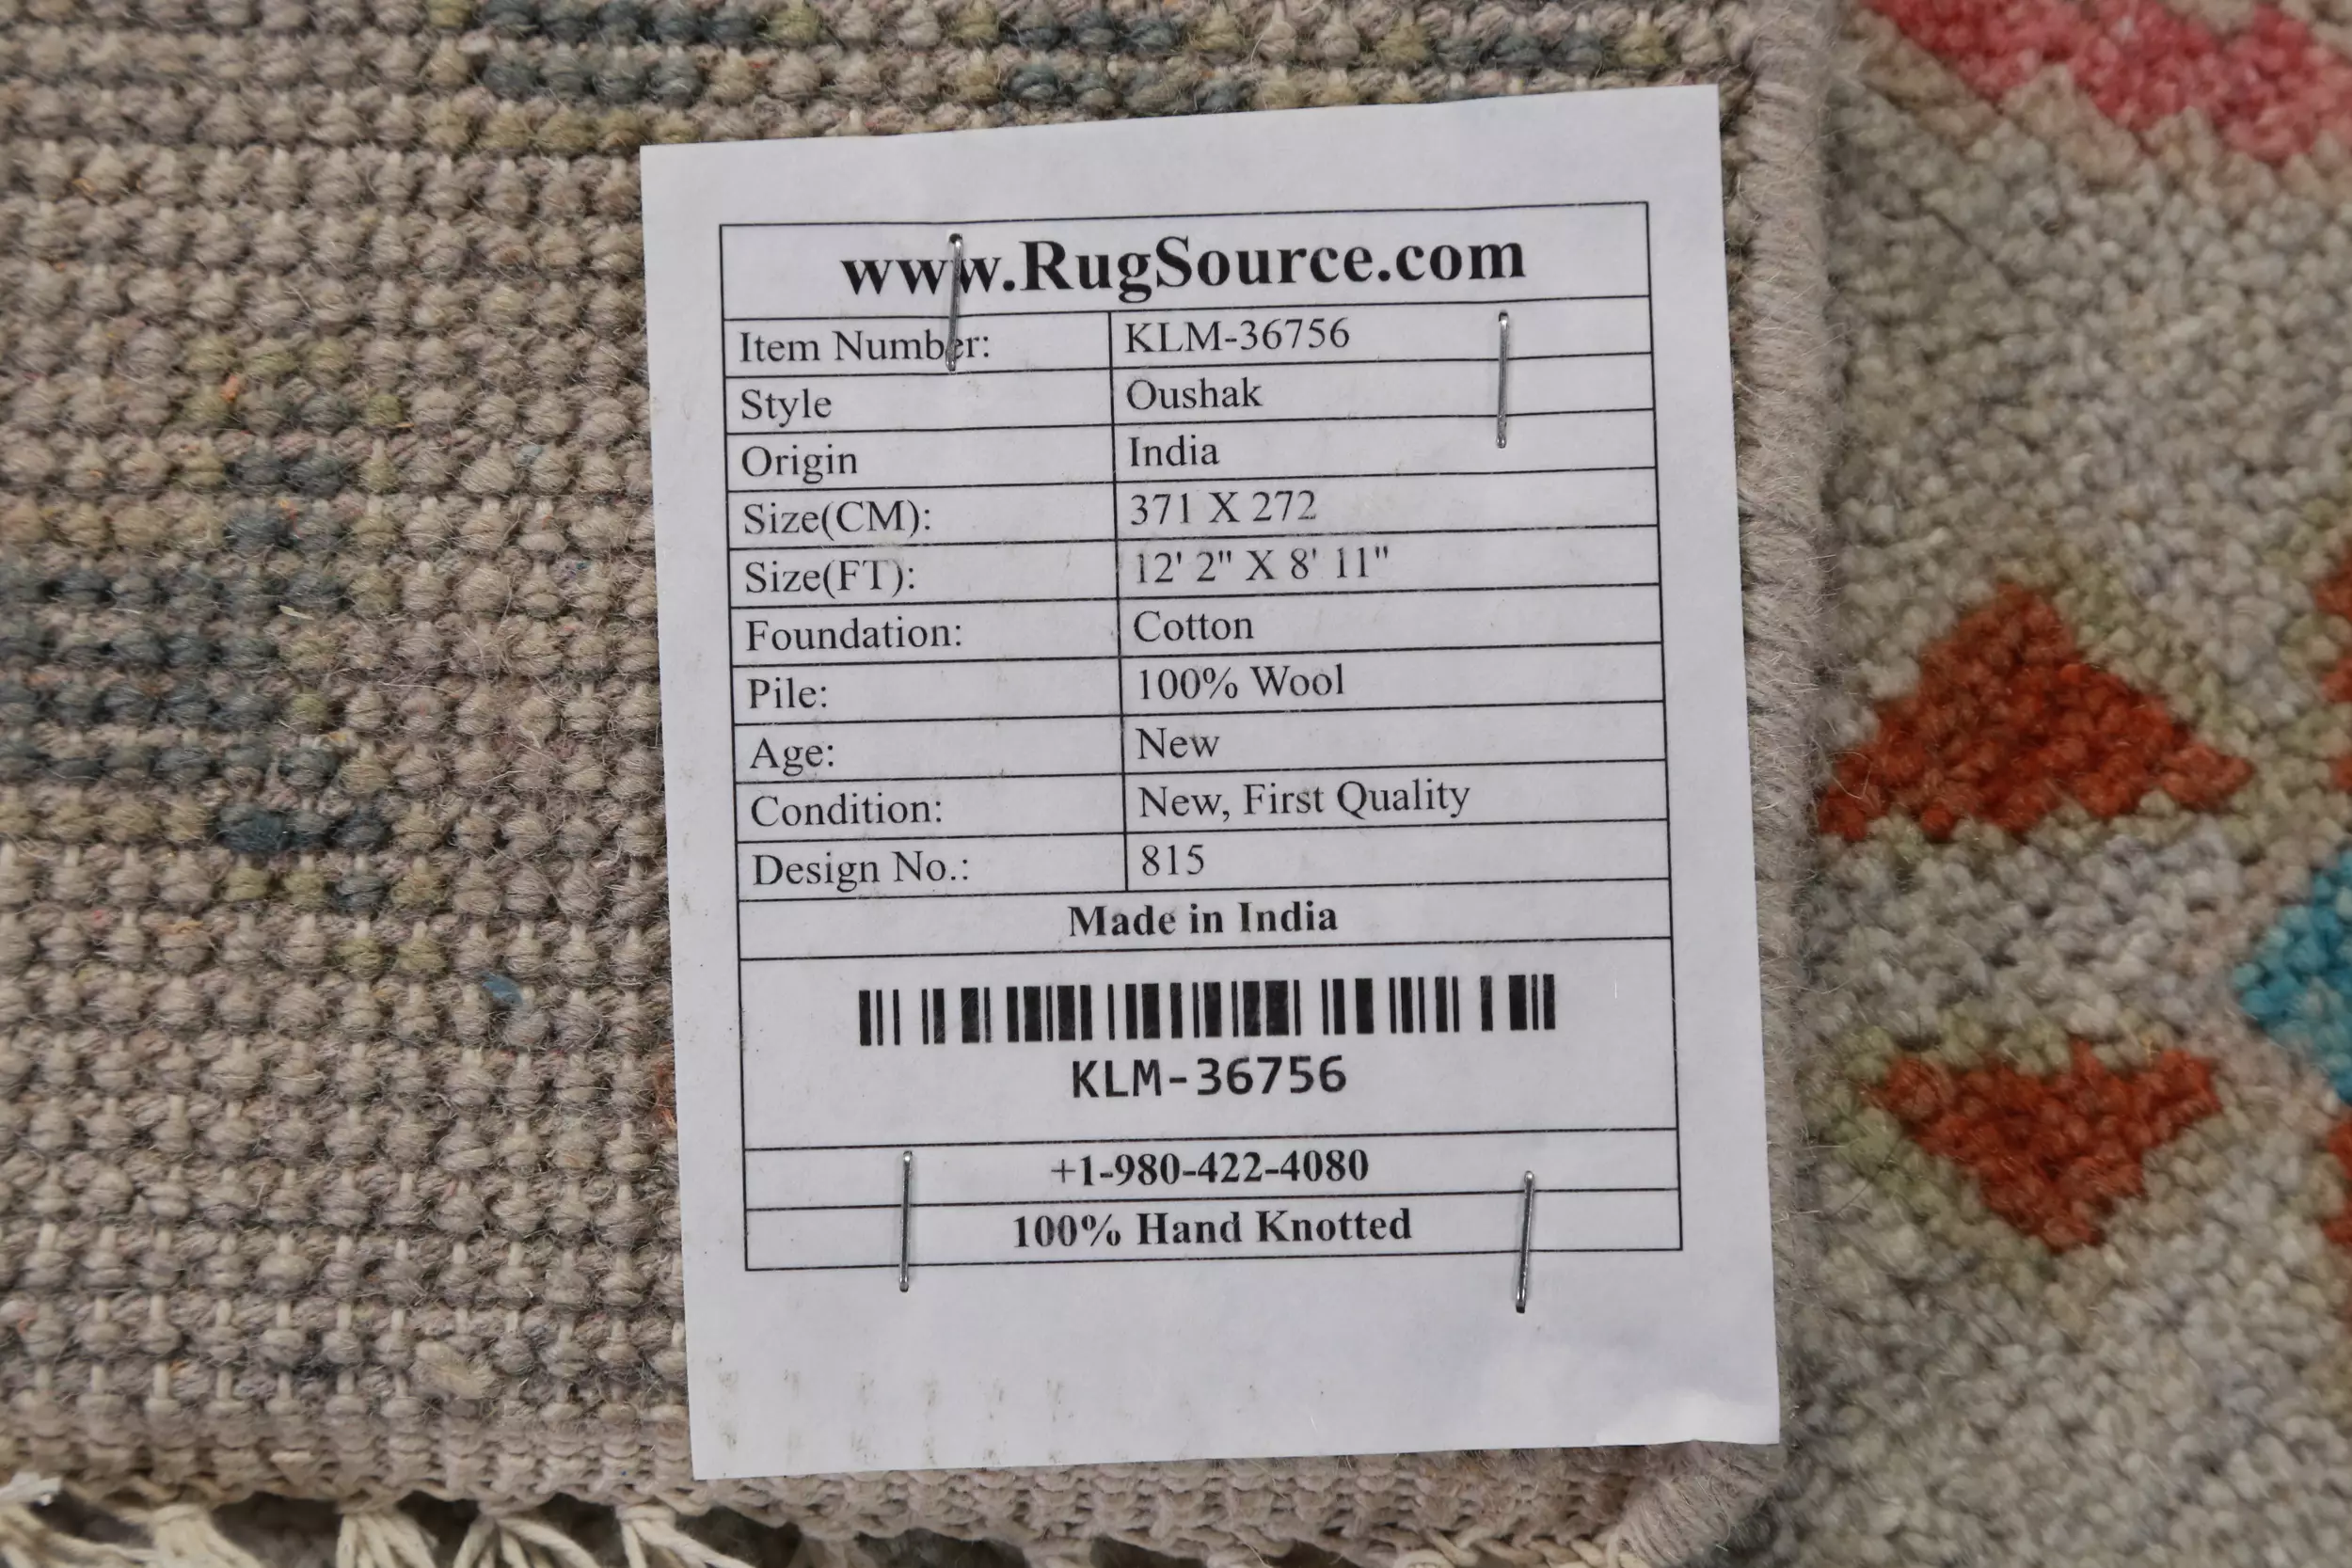 www.RugSource.com
Item Number: KLM-36756
Style Oushak
Origin India
Size(CM): 371 X 272
Size(FT): 12' 2" X 8' 11"
Foundation: Cotton
Pile: 100% Wool
Age: New
Condition: New, First Quality
Design No.: 815
Made in India
KLM-36756
+1-980-422-4080
100% Hand Knotted